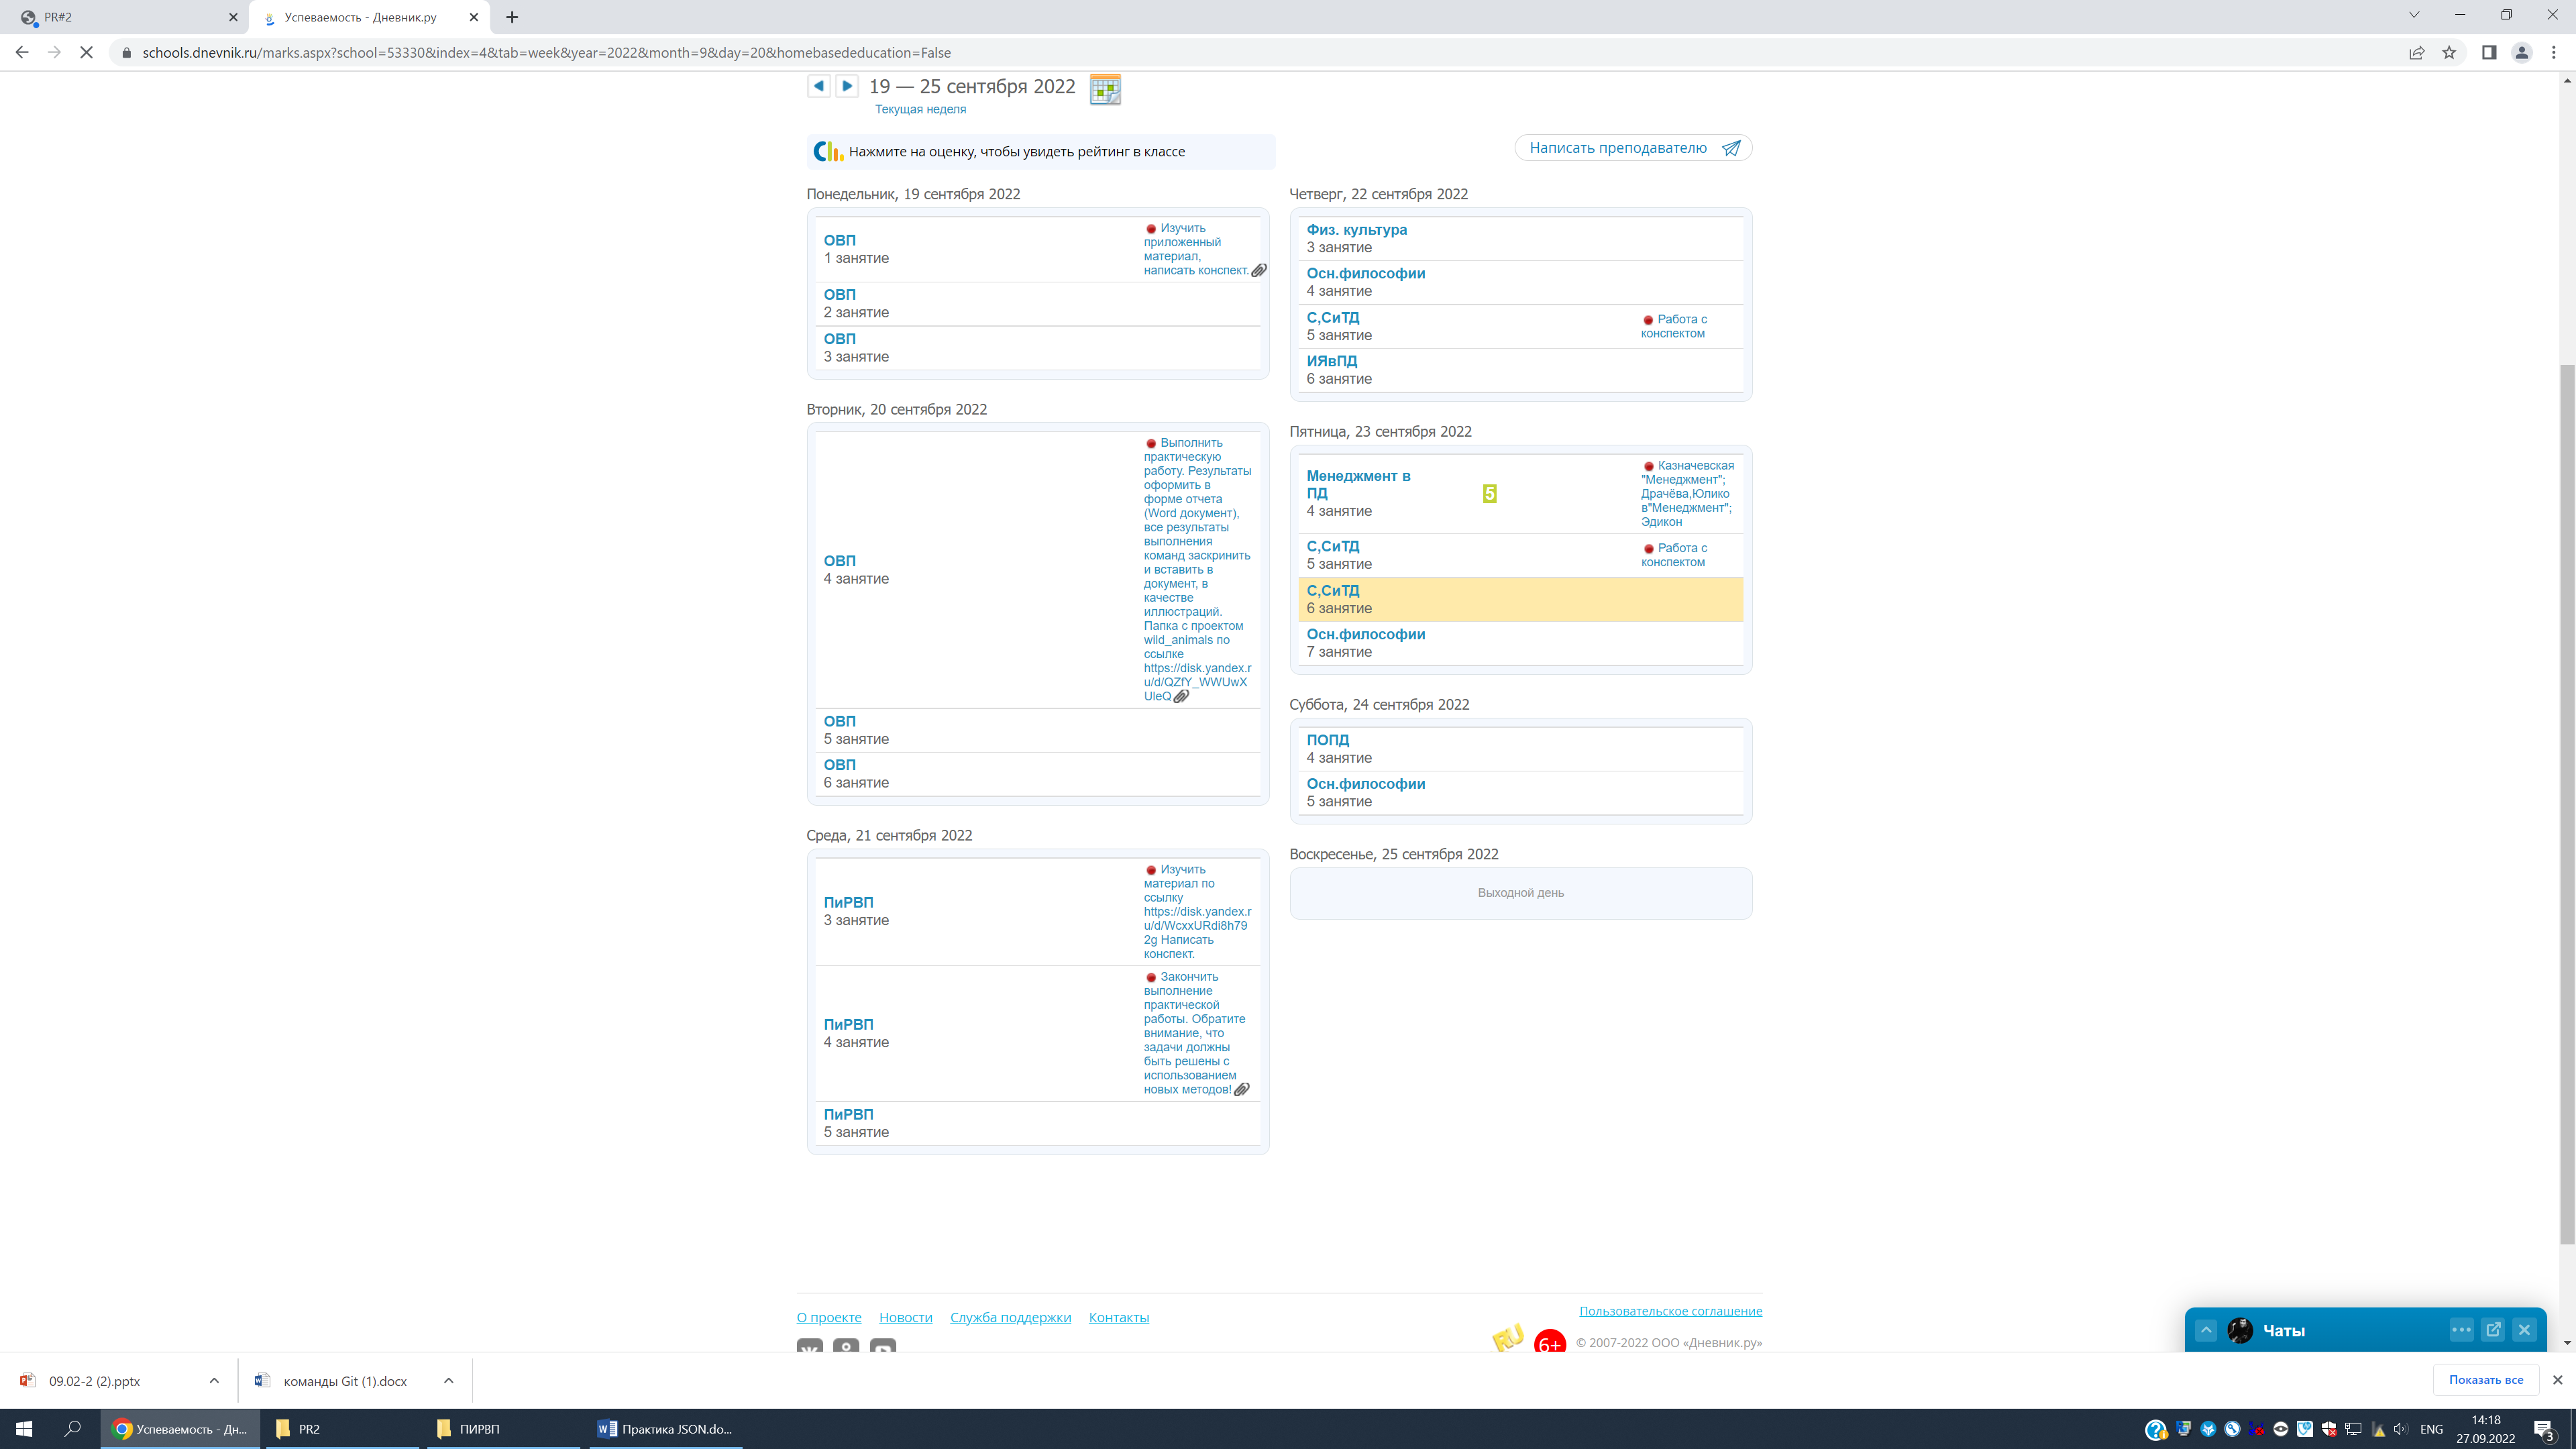 PR#2
Успеваемость - Дневник.ру
schools.dnevnik.ru/marks.aspx?school=53330&index=4&tab=week&year=2022&month=9&day=20&homebasededucation=False
19 — 25 сентября 2022
Текущая неделя
Нажмите на оценку, чтобы увидеть рейтинг в классе
Написать преподавателю
Понедельник, 19 сентября 2022
ОВП
1 занятие
Изучить
приложенный
материал,
написать конспект.
ОВП
2 занятие
ОВП
3 занятие
Вторник, 20 сентября 2022
ОВП
4 занятие
Выполнить
практическую
работу. Результаты
оформить в
форме отчета
(Word документ),
все результаты
выполнения
команд заскринить
и вставить в
документ, в
качестве
иллюстраций.
Папка с проектом
wild_animals по
ссылке
https://disk.yandex.r
u/d/QZfY_WWUwX
UleQ
ОВП
5 занятие
ОВП
6 занятие
Среда, 21 сентября 2022
ПиРВП
3 занятие
Изучить
материал по
ссылку
https://disk.yandex.r
u/d/WcxxURdi8h79
2g Написать
конспект.
ПиРВП
4 занятие
Закончить
выполнение
практической
работы. Обратите
внимание, что
задачи должны
быть решены с
использованием
новых методов!
ПиРВП
5 занятие
Четверг, 22 сентября 2022
Физ. культура
3 занятие
Осн.философии
4 занятие
С,СиТД
5 занятие
Работа с
конспектом
ИЯвПД
6 занятие
Пятница, 23 сентября 2022
Менеджмент в
ПД
4 занятие
5
Казначевская
"Менеджмент";
Драчёва,Юлико
в"Менеджмент";
Эдикон
С,СиТД
5 занятие
Работа с
конспектом
С,СиТД
6 занятие
Осн.философии
7 занятие
Суббота, 24 сентября 2022
ПОПД
4 занятие
Осн.философии
5 занятие
Воскресенье, 25 сентября 2022
Выходной день
О проекте Новости Служба поддержки Контакты
Пользовательское соглашение
RU
6+
© 2007-2022 ООО «Дневник.ру»
Чаты
09.02-2 (2).pptx
команды Git (1).docx
Показать все
Успеваемость - Дн...
PR2
ПИРВП
Практика JSON.do...
ENG
14:18
27.09.2022
3